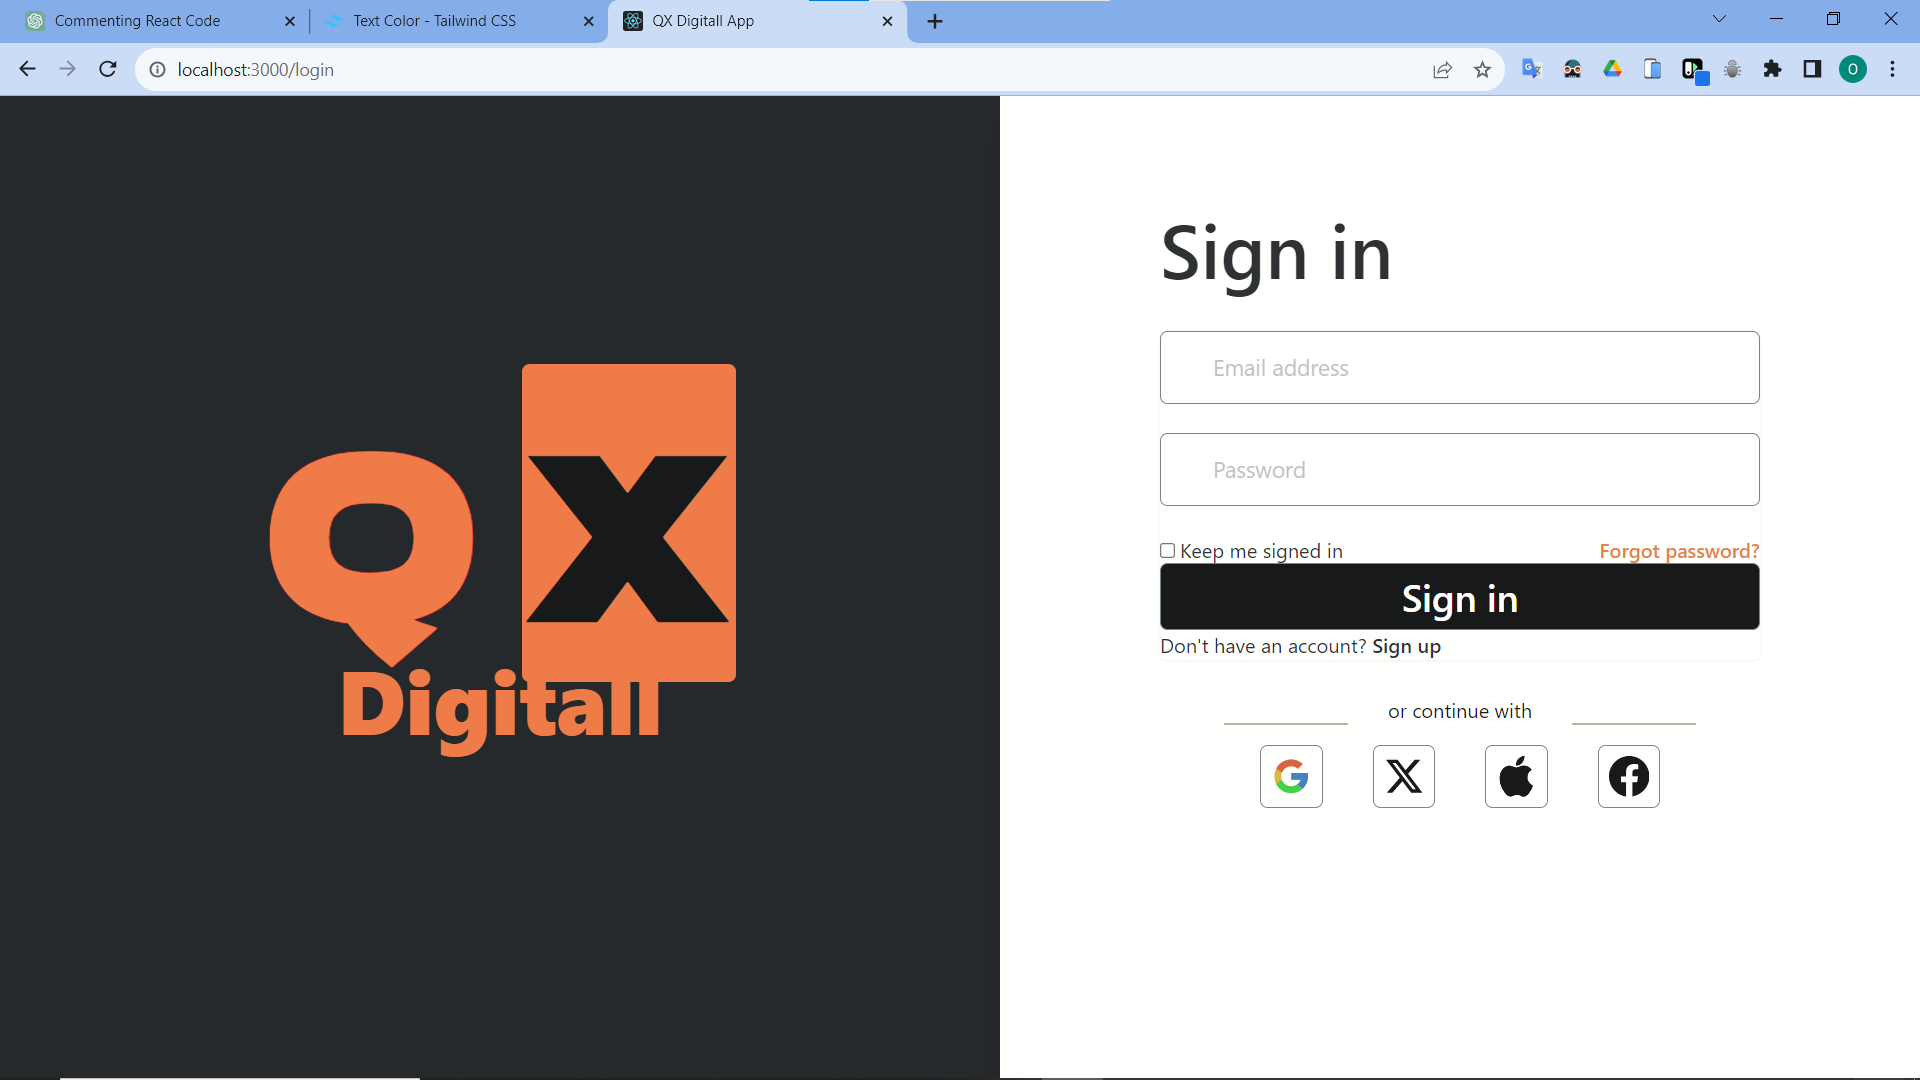 Commenting React Code
Text Color - Tailwind CSS
QX Digitall App
localhost:3000/login
O
Q X
Digitall
Sign in
Email address
Password
Keep me signed in
Forgot password?
Sign in
Don't have an account? Sign up
or continue with